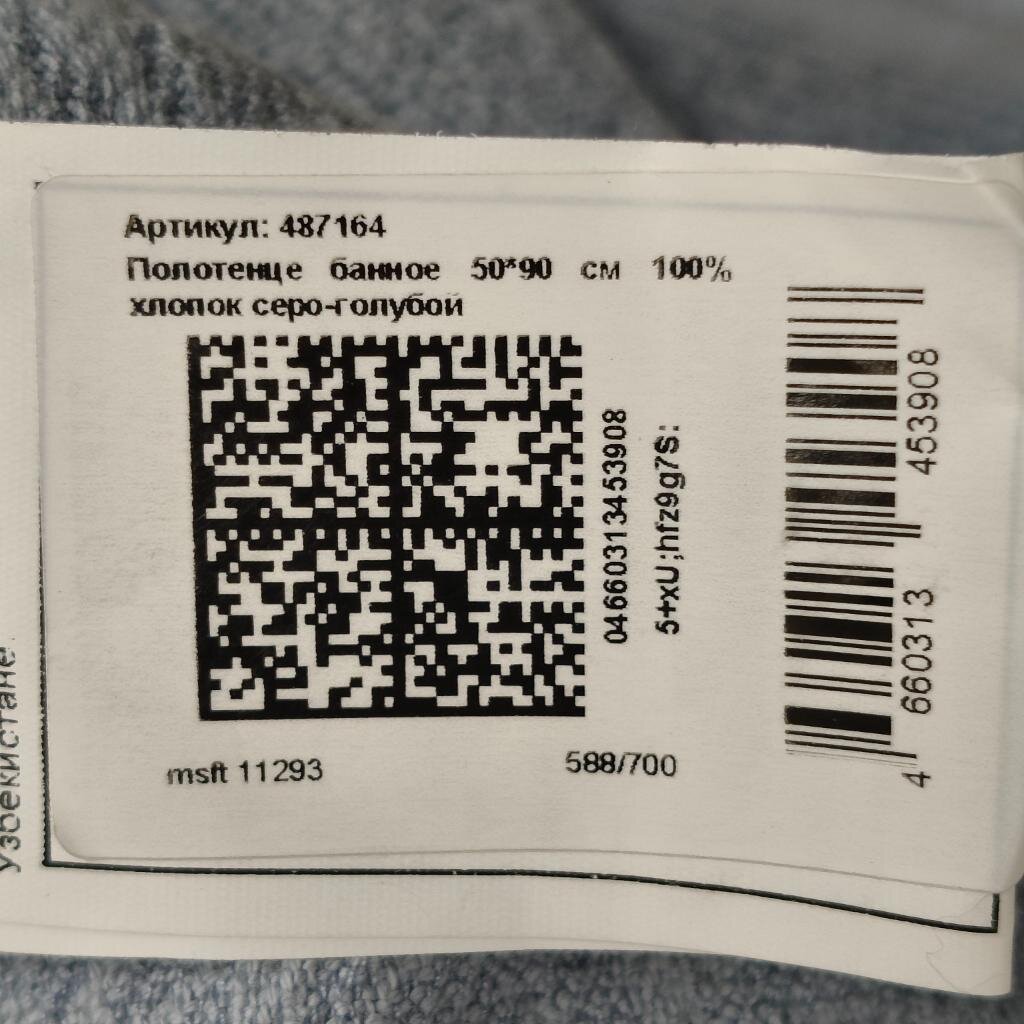 Артикул: 487164
Полотенце банное 50*90 см 100%
хлопок серо-голубой
04660313453908
5+xU;hfz9g7S:
4 660313 453908
msft 11293
588/700
Узбекистане.